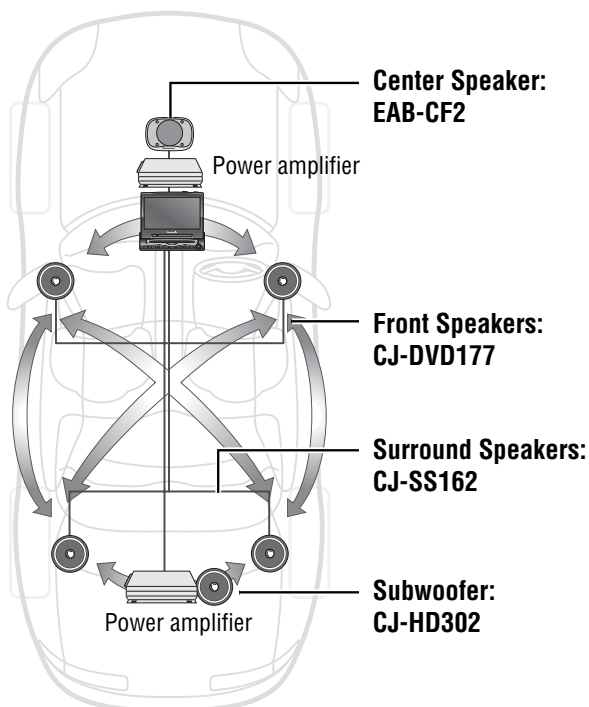 Center Speaker:
EAB-CF2
Power amplifier
Front Speakers:
CJ-DVD177
Surround Speakers:
CJ-SS162
Subwoofer:
CJ-HD302
Power amplifier